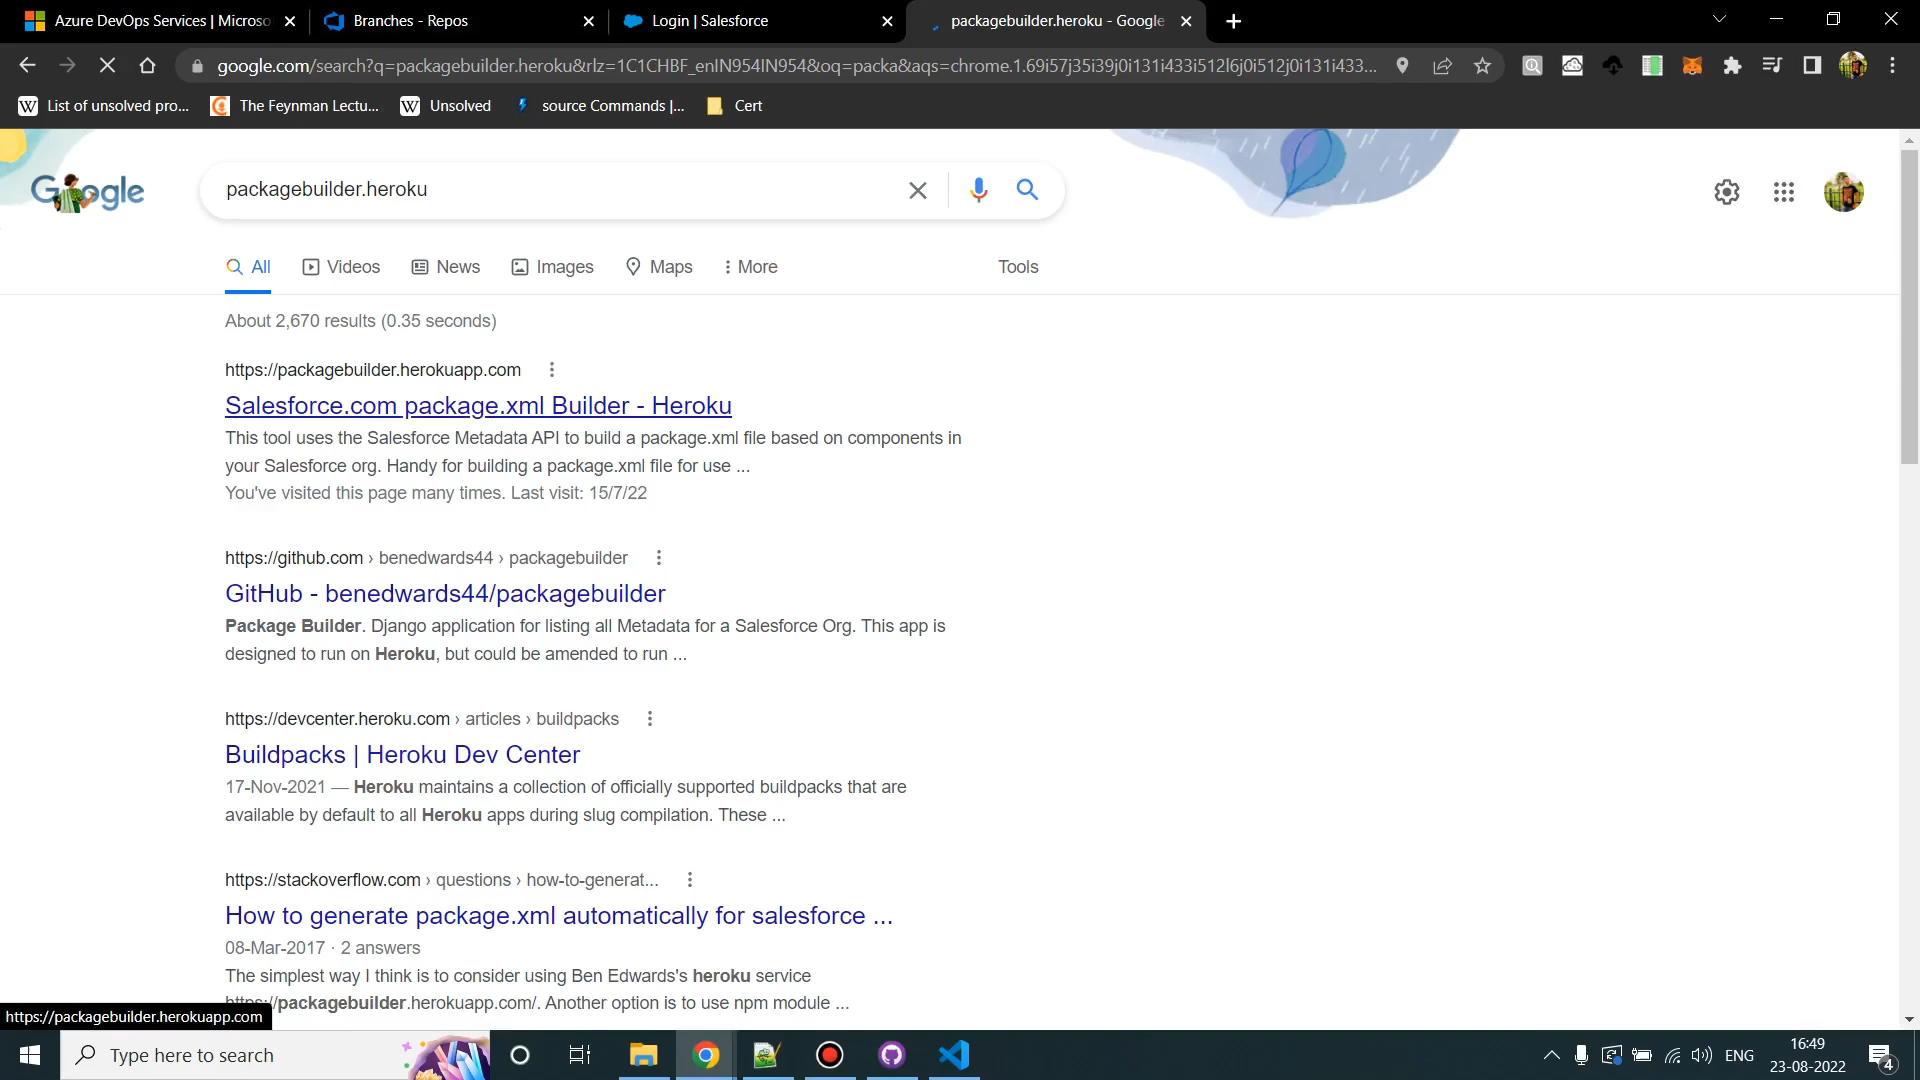 Azure DevOps Services | Microso
Branches - Repos
Login | Salesforce
packagebuilder.heroku - Google
google.com/search?q=packagebuilder.heroku&rlz=1C1CHBF_enIN954IN954&oq=packa&aqs=chrome.1.69i57j35i39j0i131i433i512l6j0i512j0i131i433...
List of unsolved pro...
The Feynman Lectu...
Unsolved
source Commands |...
Cert
Google
packagebuilder.heroku
All
Videos
News
Images
Maps
More
Tools
About 2,670 results (0.35 seconds)
https://packagebuilder.herokuapp.com
Salesforce.com package.xml Builder - Heroku
This tool uses the Salesforce Metadata API to build a package.xml file based on components in
your Salesforce org. Handy for building a package.xml file for use ...
You've visited this page many times. Last visit: 15/7/22
https://github.com › benedwards44 › packagebuilder
GitHub - benedwards44/packagebuilder
Package Builder. Django application for listing all Metadata for a Salesforce Org. This app is
designed to run on Heroku, but could be amended to run ...
https://devcenter.heroku.com › articles › buildpacks
Buildpacks | Heroku Dev Center
17-Nov-2021 — Heroku maintains a collection of officially supported buildpacks that are
available by default to all Heroku apps during slug compilation. These ...
https://stackoverflow.com › questions › how-to-generat...
How to generate package.xml automatically for salesforce ...
08-Mar-2017 · 2 answers
The simplest way I think is to consider using Ben Edwards's heroku service
https://packagebuilder.herokuapp.com/. Another option is to use npm module ...
https://packagebuilder.herokuapp.com
Type here to search
ENG
16:49
23-08-2022
4